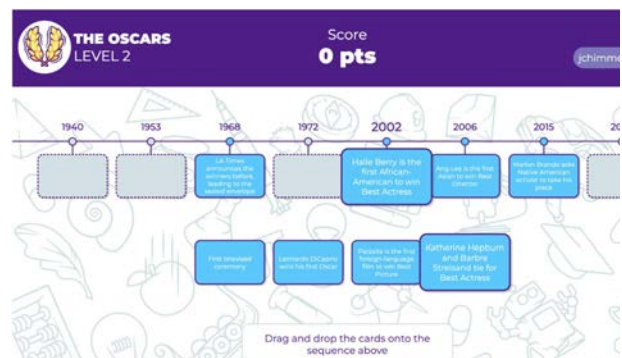 THE OSCARS
LEVEL 2
Score
0 pts
jchimme
1940
1953
1968
1972
2002
2006
2015
20
LA Times
announces the
winners before,
leading to the
sealed envelope
Halle Berry is the
first African-
American to win
Best Actress
Ang Lee is the first
Asian to win Best
Director
Marlon Brando asks
Native American
activist to take his
place
First televised
ceremony
Leonardo DiCaprio
wins his first Oscar
Parasite is the first
foreign-language
film to win Best
Picture
Katherine Hepburn
and Barbre
Streisand tie for
Best Actress
Drag and drop the cards onto the
sequence above